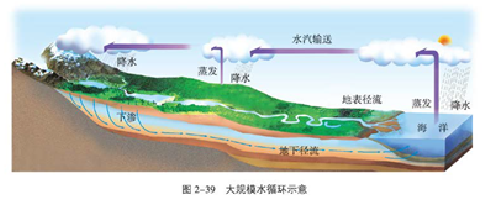 水汽输送
降水
蒸发
降水
地表径流
蒸发
降水
下渗
海 洋
地下径流
图 2-39 大规模水循环示意